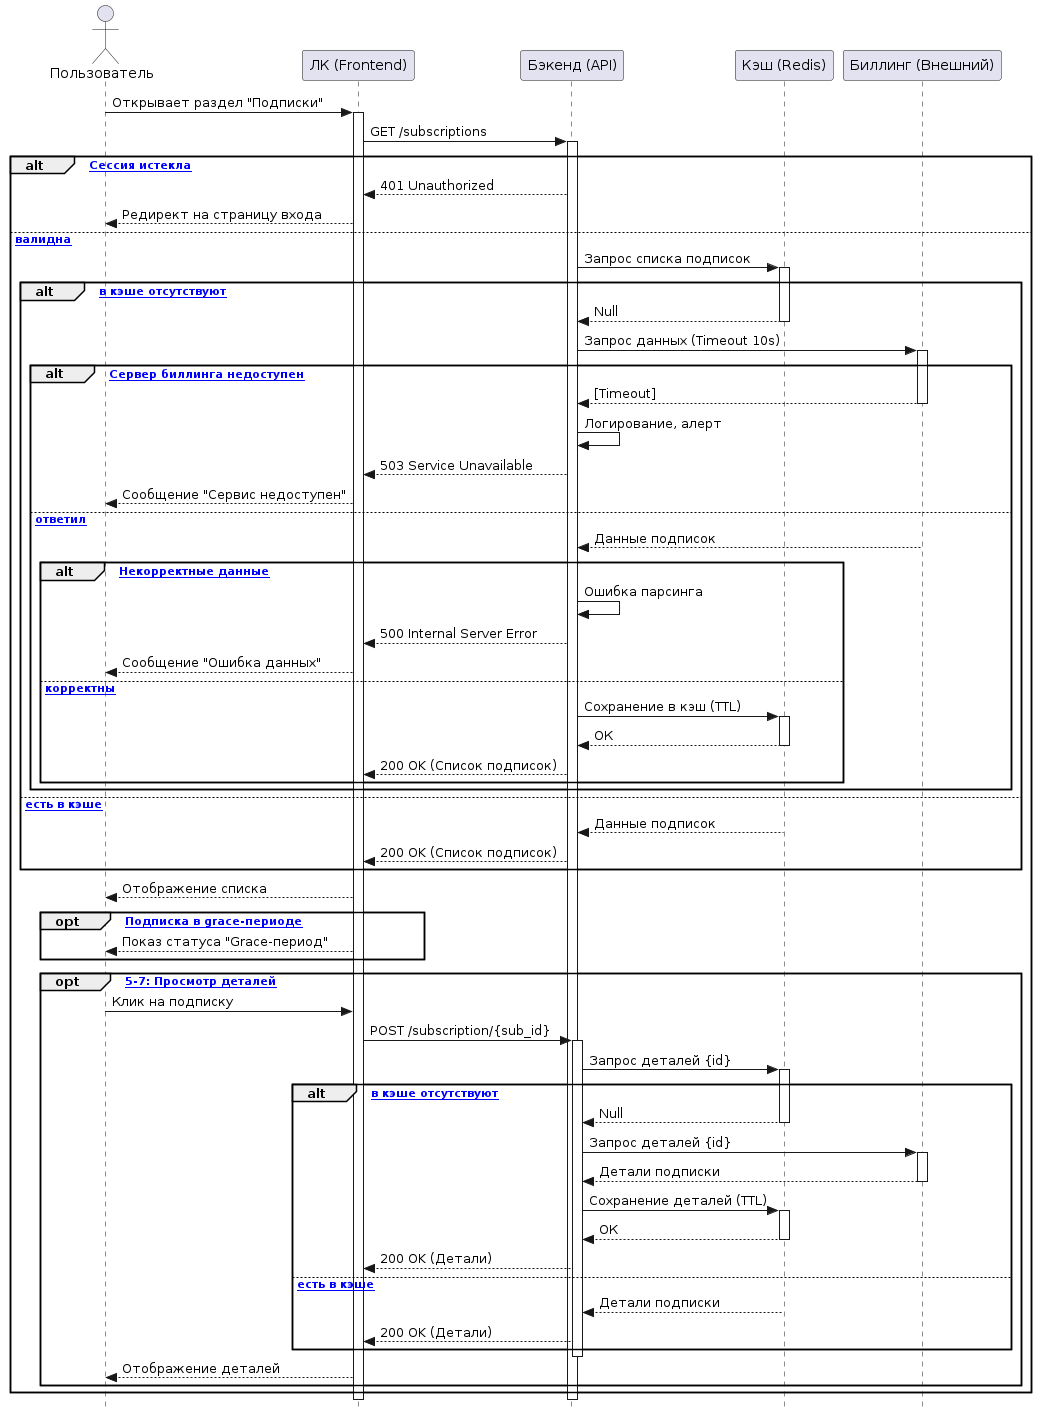 Пользователь
ЛК (Frontend)
Бэкенд (API)
Кэш (Redis)
Биллинг (Внешний)
Открывает раздел "Подписки"
GET /subscriptions
alt
Сессия истекла
401 Unauthorized
Редирект на страницу входа
валидна
Запрос списка подписок
alt
в кэше отсутствуют
Null
Запрос данных (Timeout 10s)
alt
Сервер биллинга недоступен
[Timeout]
Логирование, алерт
503 Service Unavailable
Сообщение "Сервис недоступен"
ответил
Данные подписок
alt
Некорректные данные
Ошибка парсинга
500 Internal Server Error
Сообщение "Ошибка данных"
корректны
Сохранение в кэш (TTL)
OK
200 OK (Список подписок)
есть в кэше
Данные подписок
200 OK (Список подписок)
Отображение списка
opt
Подписка в grace-периоде
Показ статуса "Grace-период"
opt
5-7: Просмотр деталей
Клик на подписку
POST /subscription/{sub_id}
Запрос деталей {id}
alt
в кэше отсутствуют
Null
Запрос деталей {id}
Детали подписки
Сохранение деталей (TTL)
OK
200 OK (Детали)
есть в кэше
Детали подписки
200 OK (Детали)
Отображение деталей